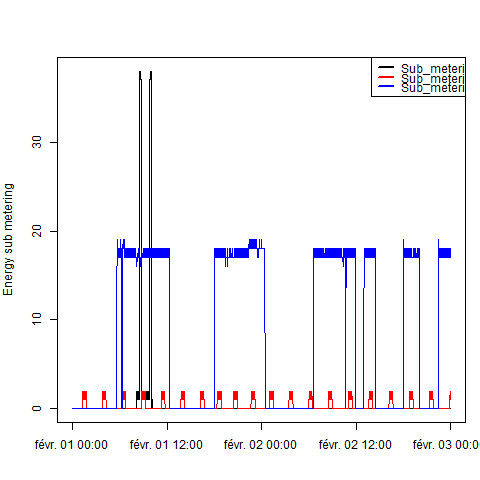 Sub_meteri
Sub_meteri
Sub_meteri
Energy sub metering
30
20
10
0
févr. 01 00:00
févr. 01 12:00
févr. 02 00:00
févr. 02 12:00
févr. 03 00:00